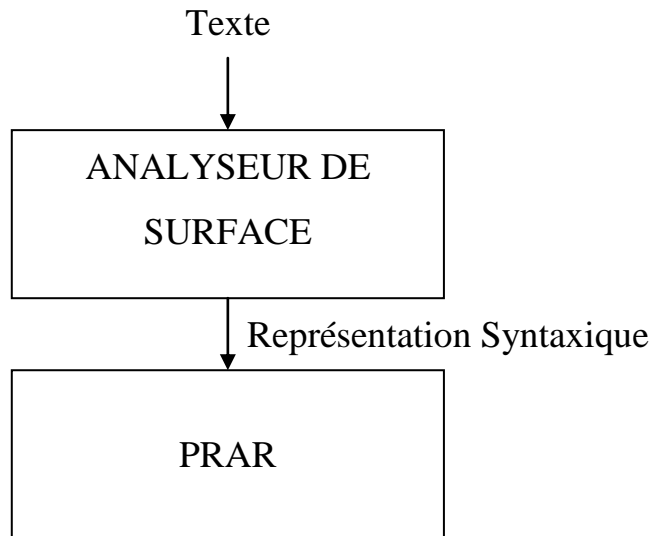 Texte
ANALYSEUR DE
SURFACE
Représentation Syntaxique
PRAR